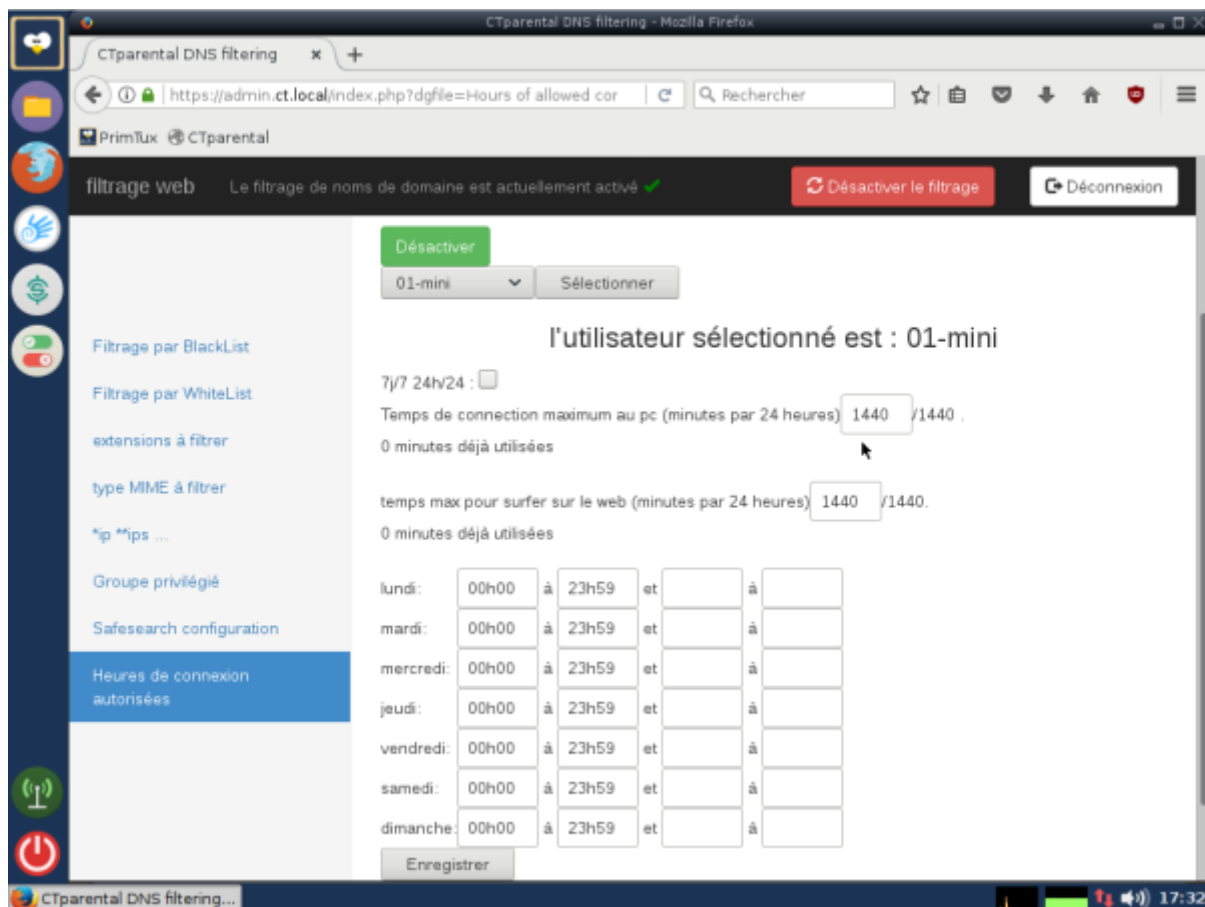 CTparental DNS filtering - Mozilla Firefox
CTparental DNS filtering
https://admin.ct.local/index.php?dgfile=Hours of allowed cor
Rechercher
PrimTux CTparental
filtrage web Le filtrage de noms de domaine est actuellement activé Désactiver le filtrage Déconnexion
Désactiver
01-mini Sélectionner
l'utilisateur sélectionné est : 01-mini
7j/7 24h/24 :
Temps de connection maximum au pc (minutes par 24 heures) 1440 /1440 .
0 minutes déjà utilisées
temps max pour surfer sur le web (minutes par 24 heures) 1440 /1440.
0 minutes déjà utilisées
lundi: 00h00 à 23h59 et à
mardi: 00h00 à 23h59 et à
mercredi: 00h00 à 23h59 et à
jeudi: 00h00 à 23h59 et à
vendredi: 00h00 à 23h59 et à
samedi: 00h00 à 23h59 et à
dimanche: 00h00 à 23h59 et à
Enregistrer
Filtrage par BlackList
Filtrage par WhiteList
extensions à filtrer
type MIME à filtrer
*ip **ips ...
Groupe privilégié
Safesearch configuration
Heures de connexion
autorisées
CTparental DNS filtering... 17:32